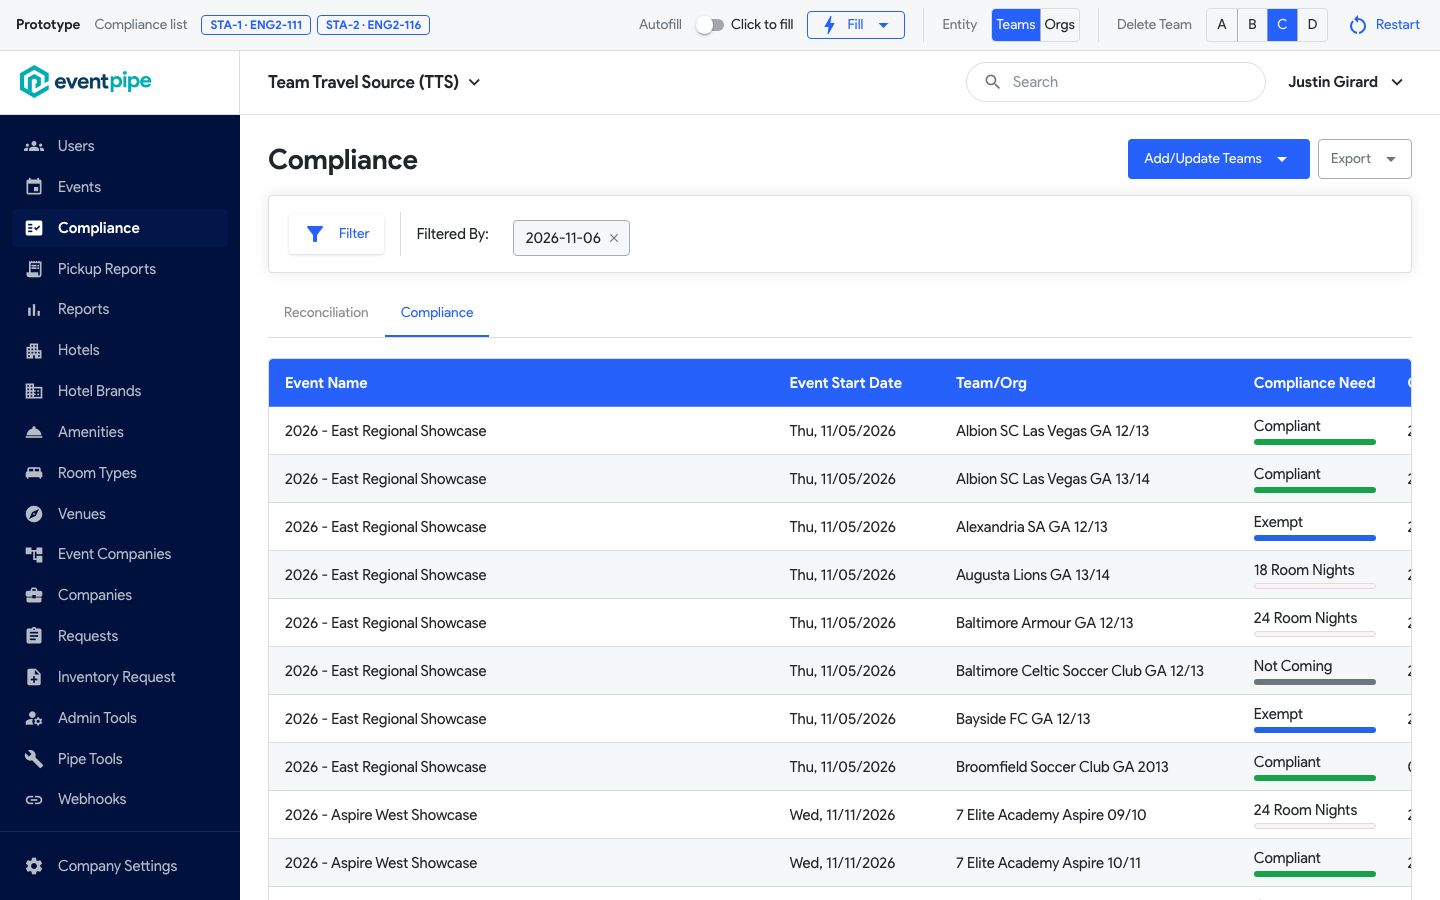 Prototype Compliance list STA-1 · ENG2-111 STA-2 · ENG2-116 Autofill Click to fill Fill Entity Teams Orgs Delete Team A B C D Restart
eventpipe Team Travel Source (TTS) Search Justin Girard
Users
Events
Compliance
Pickup Reports
Reports
Hotels
Hotel Brands
Amenities
Room Types
Venues
Event Companies
Companies
Requests
Inventory Request
Admin Tools
Pipe Tools
Webhooks
Company Settings
Compliance Add/Update Teams Export
Filter Filtered By: 2026-11-06
Reconciliation Compliance
Event Name Event Start Date Team/Org Compliance Need
2026 - East Regional Showcase Thu, 11/05/2026 Albion SC Las Vegas GA 12/13 Compliant
2026 - East Regional Showcase Thu, 11/05/2026 Albion SC Las Vegas GA 13/14 Compliant
2026 - East Regional Showcase Thu, 11/05/2026 Alexandria SA GA 12/13 Exempt
2026 - East Regional Showcase Thu, 11/05/2026 Augusta Lions GA 13/14 18 Room Nights
2026 - East Regional Showcase Thu, 11/05/2026 Baltimore Armour GA 12/13 24 Room Nights
2026 - East Regional Showcase Thu, 11/05/2026 Baltimore Celtic Soccer Club GA 12/13 Not Coming
2026 - East Regional Showcase Thu, 11/05/2026 Bayside FC GA 12/13 Exempt
2026 - East Regional Showcase Thu, 11/05/2026 Broomfield Soccer Club GA 2013 Compliant
2026 - Aspire West Showcase Wed, 11/11/2026 7 Elite Academy Aspire 09/10 24 Room Nights
2026 - Aspire West Showcase Wed, 11/11/2026 7 Elite Academy Aspire 10/11 Compliant